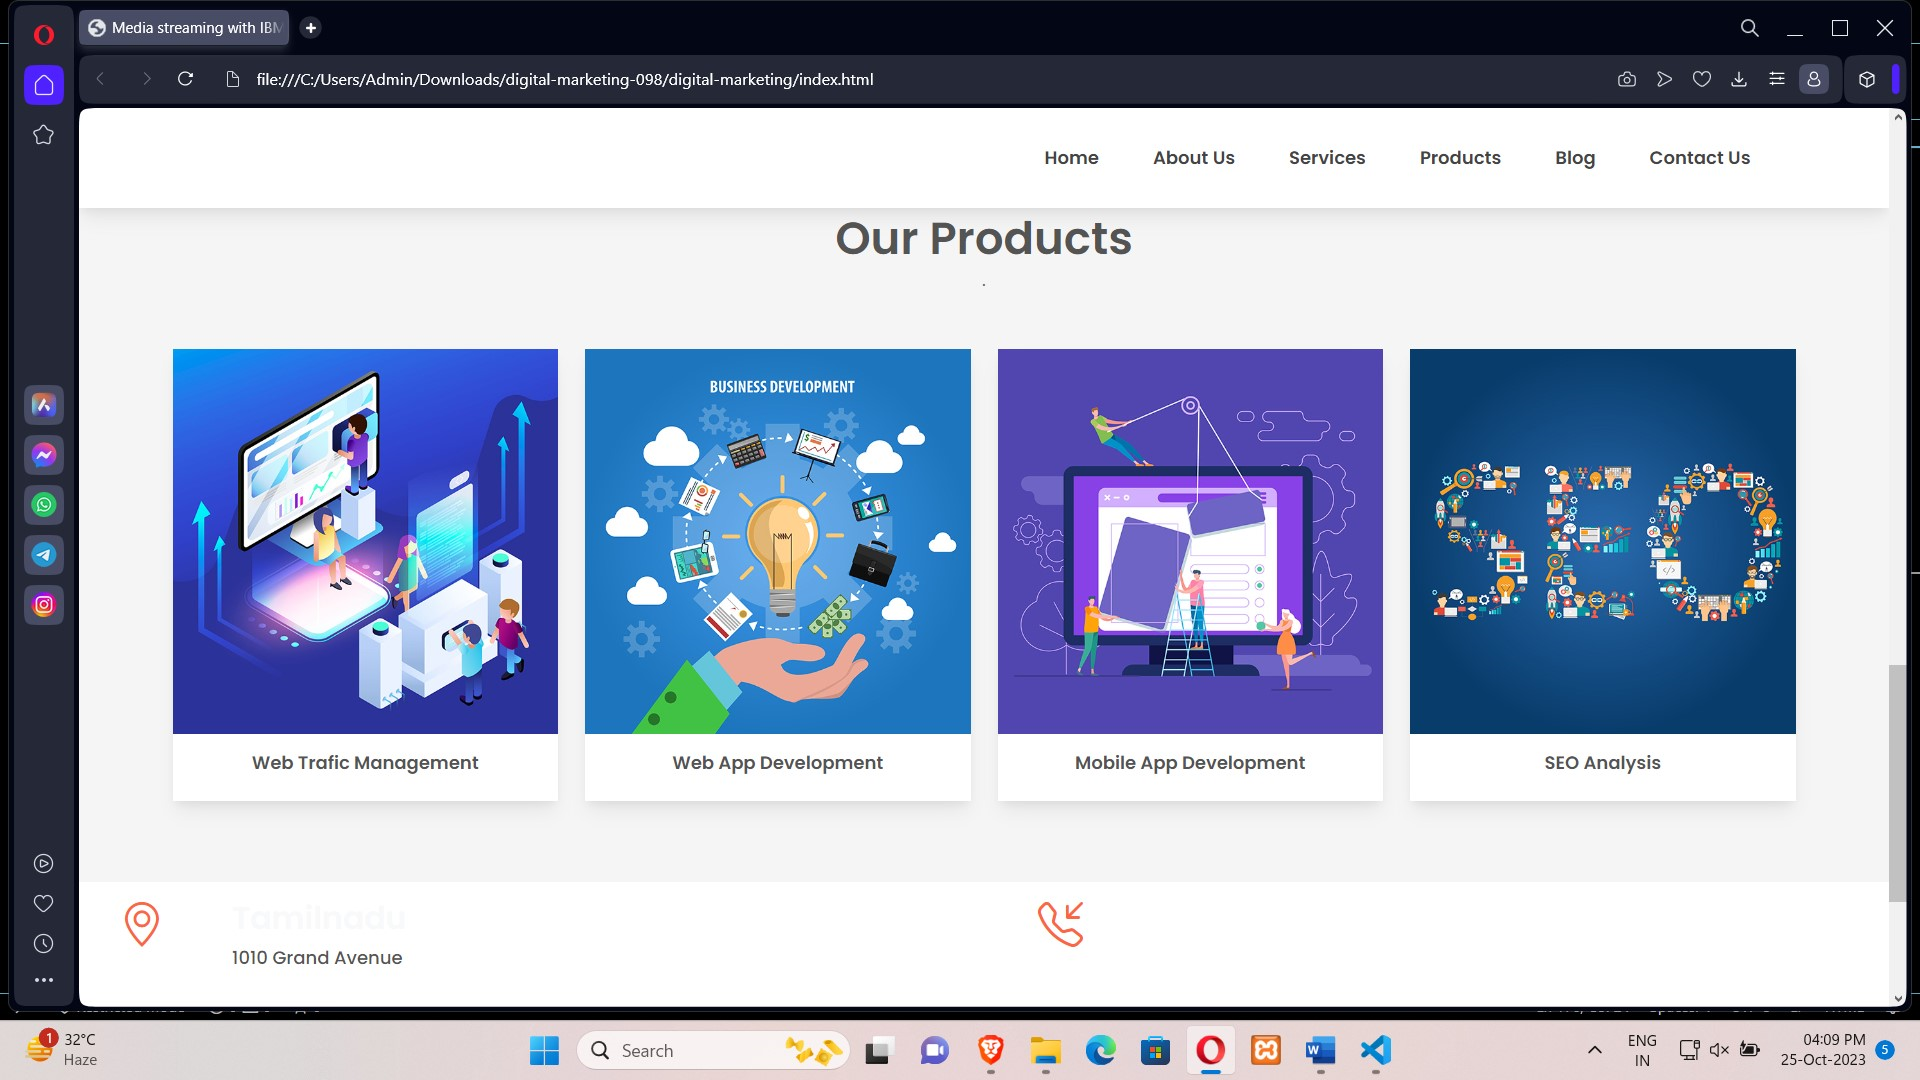 Media streaming with IBM
file:///C:/Users/Admin/Downloads/digital-marketing-098/digital-marketing/index.html
Home
About Us
Services
Products
Blog
Contact Us
Our Products
.
BUSINESS DEVELOPMENT
SEO
Web Trafic Management
Web App Development
Mobile App Development
SEO Analysis
Tamilnadu
1010 Grand Avenue
1
32°C
Haze
Search
ENG
IN
04:09 PM
25-Oct-2023
5